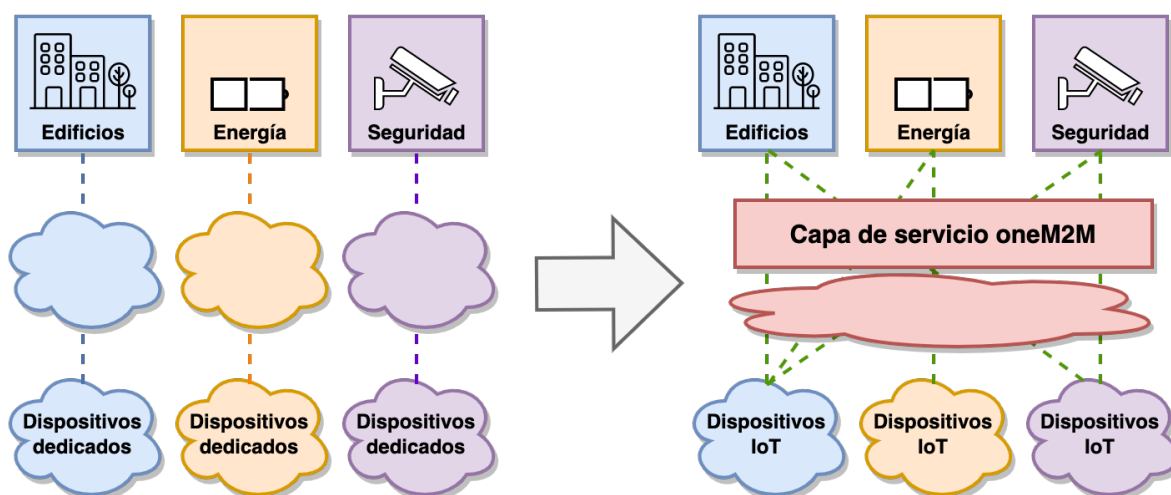 Edificios
Energía
Seguridad
Dispositivos
dedicados
Dispositivos
dedicados
Dispositivos
dedicados
Edificios
Energía
Seguridad
Capa de servicio oneM2M
Dispositivos
IoT
Dispositivos
IoT
Dispositivos
IoT